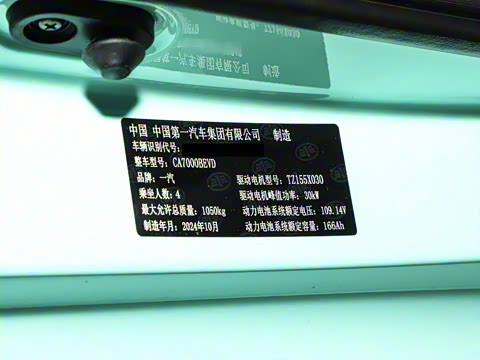 中国 中国第一汽车集团有限公司 制造
车辆识别代号:
整车型号: CA7000BEVD
品牌: 一汽 驱动电机型号: TZ155X030
乘坐人数: 4 驱动电机峰值功率: 30kW
最大允许总质量: 1050kg 动力电池系统额定电压: 109.14V
制造年月: 2024年10月 动力电池系统额定容量: 166Ah